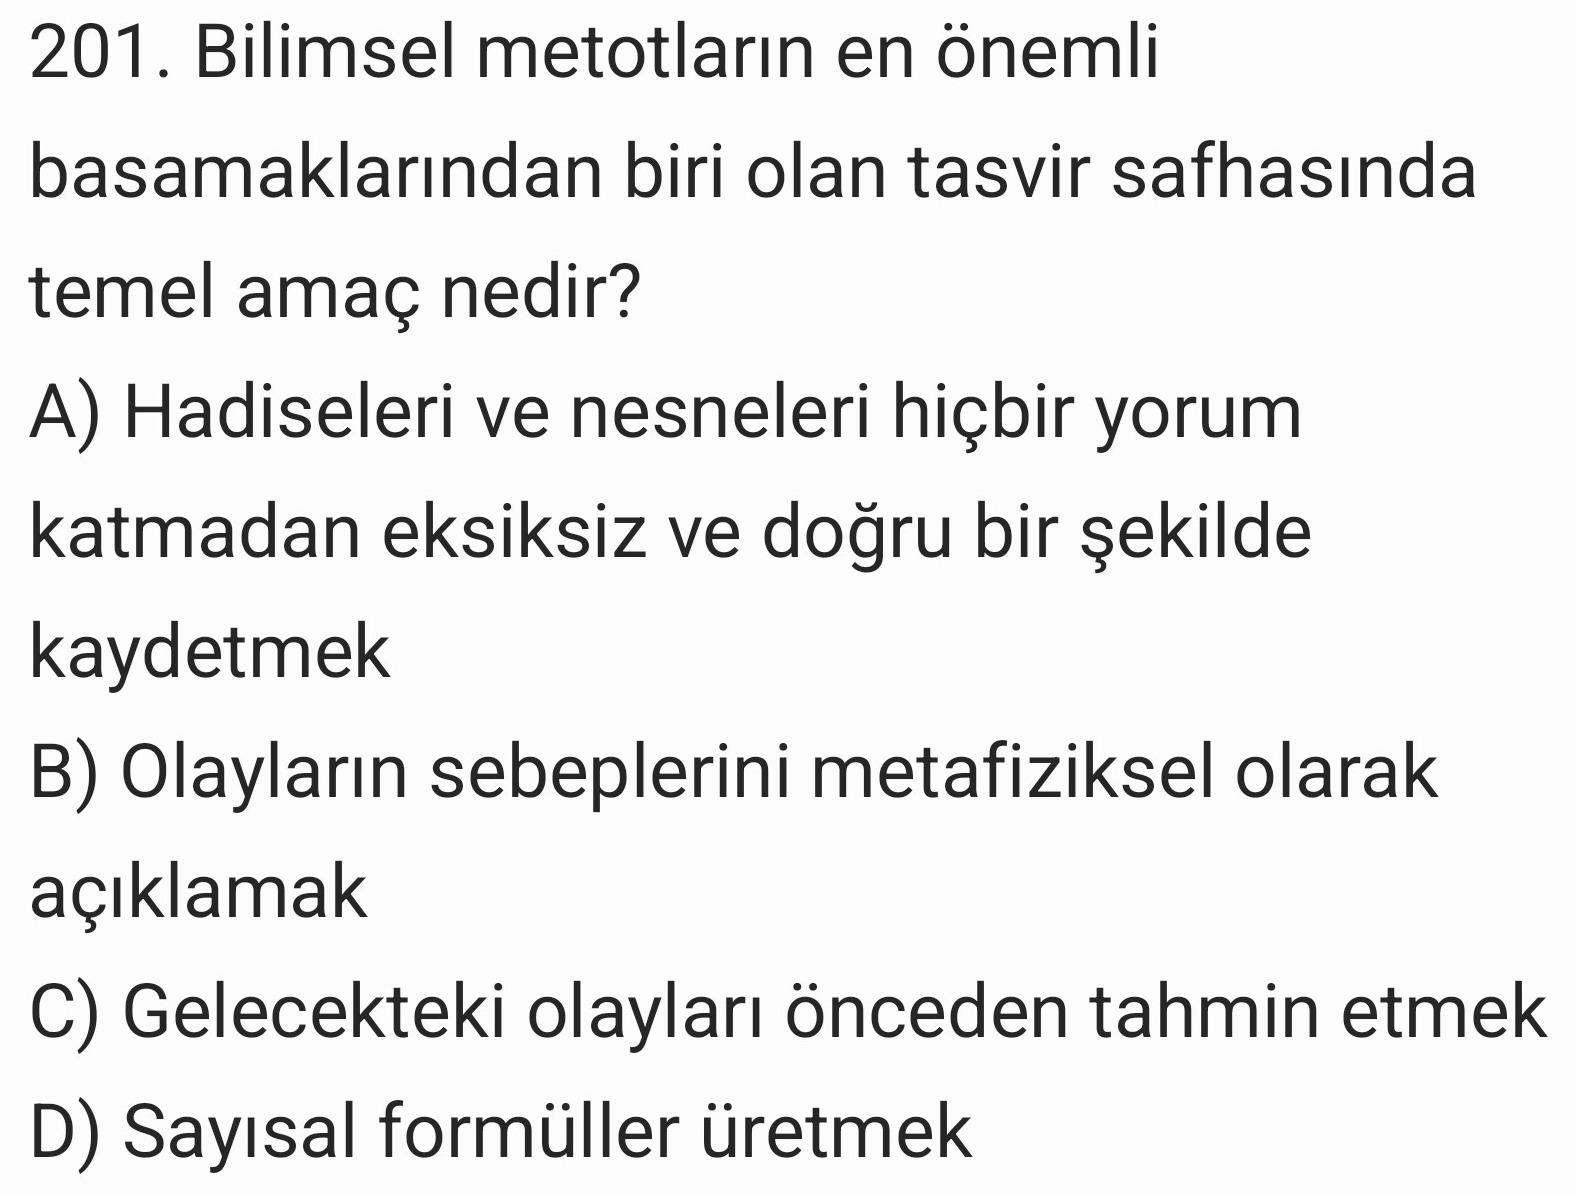 201. Bilimsel metotların en önemli
basamaklarından biri olan tasvir safhasında
temel amaç nedir?
A) Hadiseleri ve nesneleri hiçbir yorum
katmadan eksiksiz ve doğru bir şekilde
kaydetmek
B) Olayların sebeplerini metafiziksel olarak
açıklamak
C) Gelecekteki olayları önceden tahmin etmek
D) Sayısal formüller üretmek